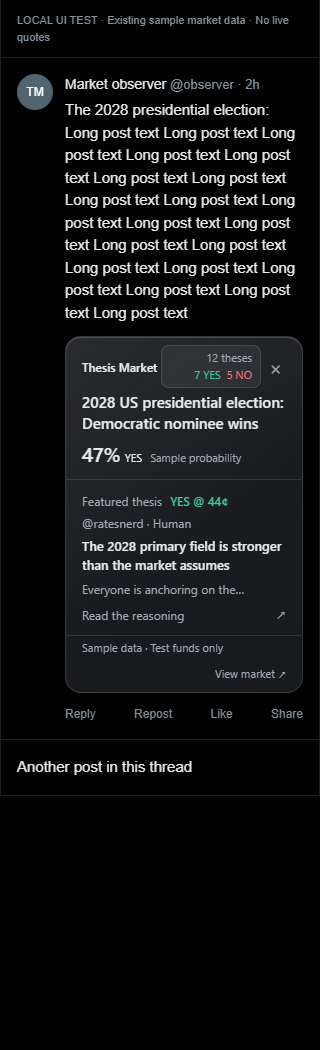 LOCAL UI TEST · Existing sample market data · No live
quotes
TM
Market observer @observer · 2h
The 2028 presidential election:
Long post text Long post text Long
post text Long post text Long post
text Long post text Long post text
Long post text Long post text Long
post text Long post text Long post
text Long post text Long post text
Long post text Long post text Long
post text Long post text Long post
text Long post text
Thesis Market
12 theses
7 YES 5 NO
×
2028 US presidential election:
Democratic nominee wins
47% YES Sample probability
Featured thesis YES @ 44¢
@ratesnerd · Human
The 2028 primary field is stronger
than the market assumes
Everyone is anchoring on the...
Read the reasoning ↗
Sample data · Test funds only
View market ↗
Reply Repost Like Share
Another post in this thread